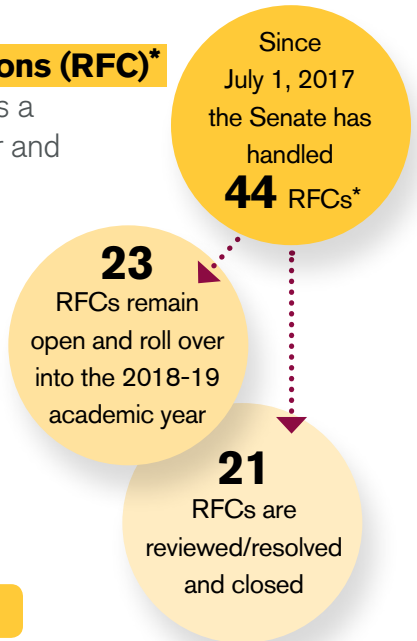 ons (RFC)*
s a
r and
Since
July 1, 2017
the Senate has
handled
44 RFCs*
23
RFCs remain
open and roll over
into the 2018-19
academic year
21
RFCs are
reviewed/resolved
and closed